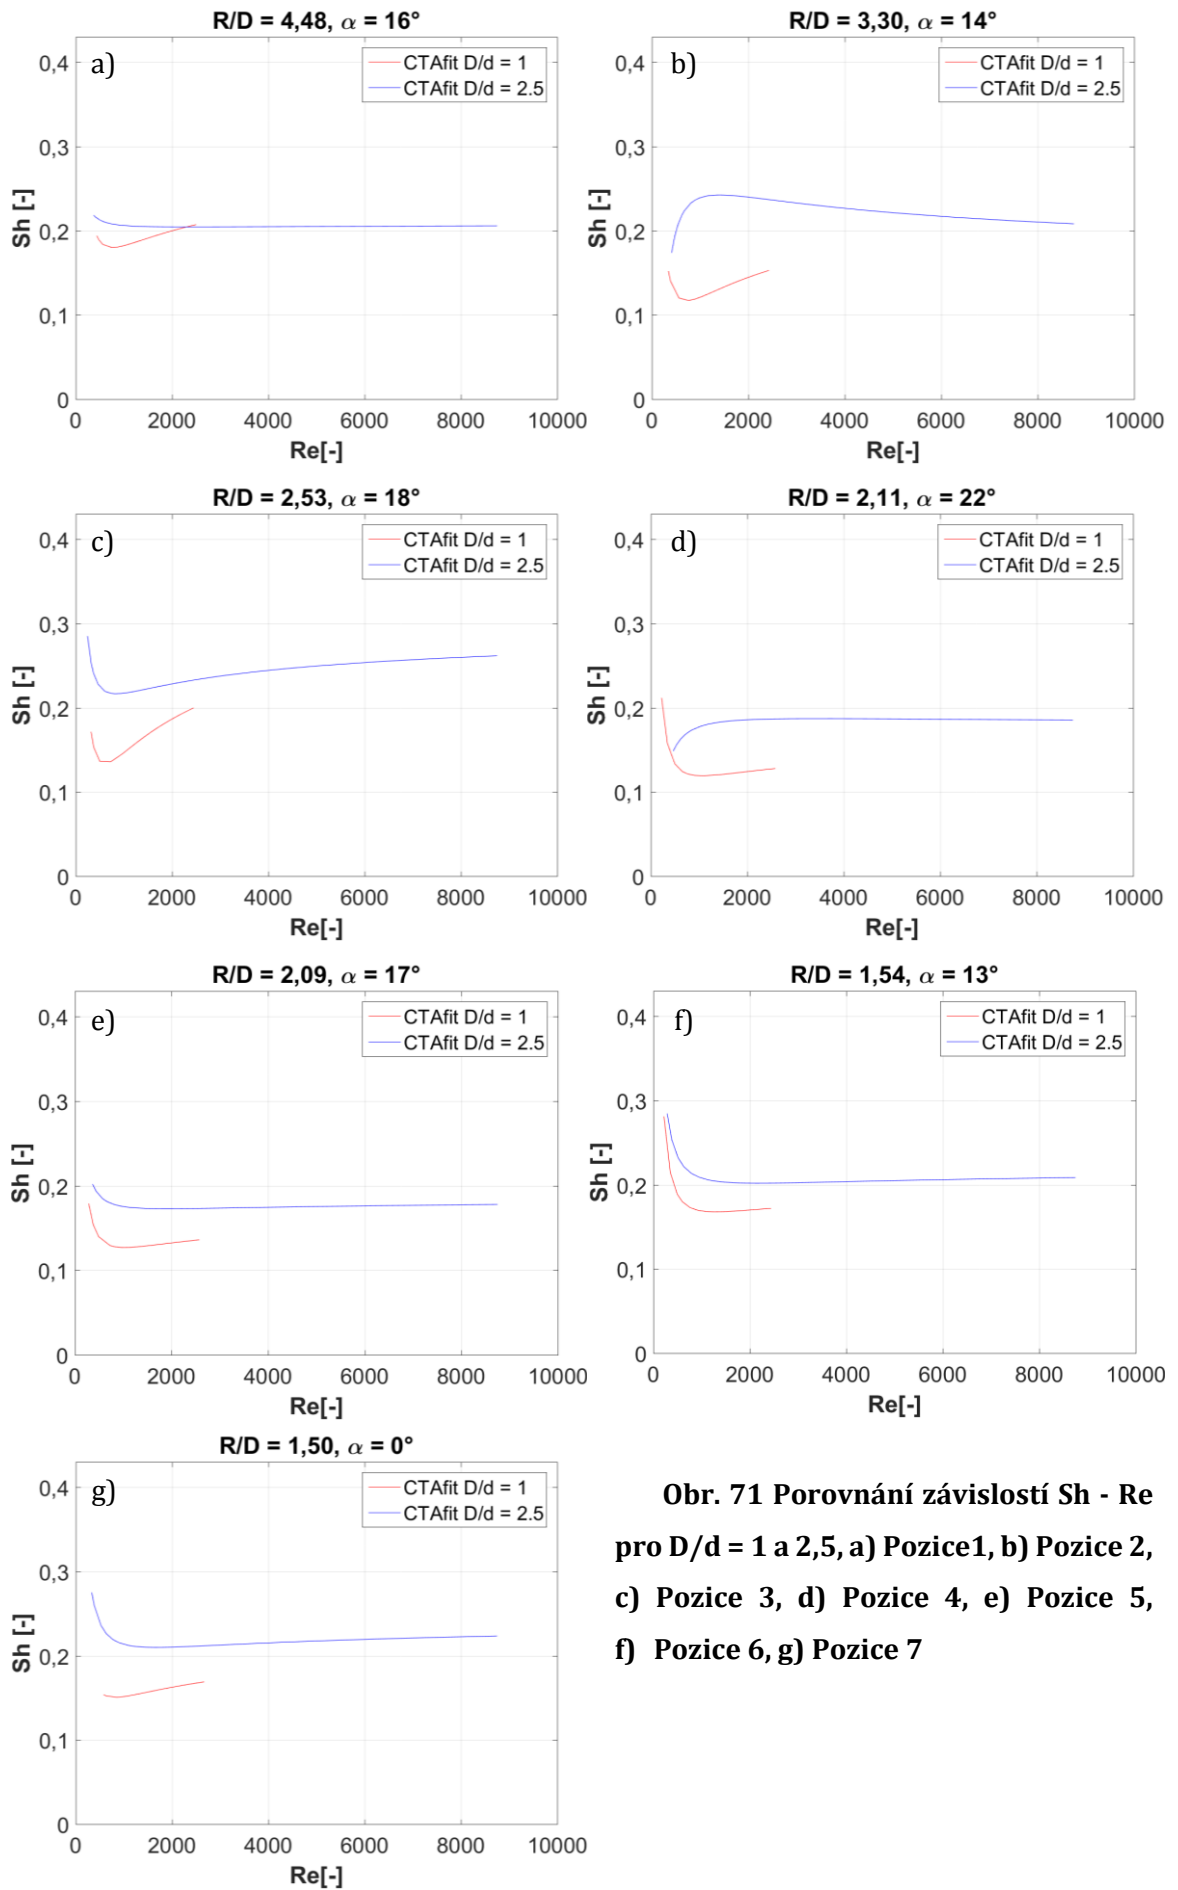 R/D = 4,48, α = 16°
a)
CTAfit D/d = 1
CTAfit D/d = 2.5
0,4
0,3
0,2
0,1
0
Sh [-]
0 2000 4000 6000 8000 10000
Re[-]
R/D = 3,30, α = 14°
b)
CTAfit D/d = 1
CTAfit D/d = 2.5
0,4
0,3
0,2
0,1
0
Sh [-]
0 2000 4000 6000 8000 10000
Re[-]
R/D = 2,53, α = 18°
c)
CTAfit D/d = 1
CTAfit D/d = 2.5
0,4
0,3
0,2
0,1
0
Sh [-]
0 2000 4000 6000 8000 10000
Re[-]
R/D = 2,11, α = 22°
d)
CTAfit D/d = 1
CTAfit D/d = 2.5
0,4
0,3
0,2
0,1
0
Sh [-]
0 2000 4000 6000 8000 10000
Re[-]
R/D = 2,09, α = 17°
e)
CTAfit D/d = 1
CTAfit D/d = 2.5
0,4
0,3
0,2
0,1
0
Sh [-]
0 2000 4000 6000 8000 10000
Re[-]
R/D = 1,54, α = 13°
f)
CTAfit D/d = 1
CTAfit D/d = 2.5
0,4
0,3
0,2
0,1
0
Sh [-]
0 2000 4000 6000 8000 10000
Re[-]
R/D = 1,50, α = 0°
g)
CTAfit D/d = 1
CTAfit D/d = 2.5
0,4
0,3
0,2
0,1
0
Sh [-]
0 2000 4000 6000 8000 10000
Re[-]
Obr. 71 Porovnání závislostí Sh - Re
pro D/d = 1 a 2,5, a) Pozice1, b) Pozice 2,
c) Pozice 3, d) Pozice 4, e) Pozice 5,
f) Pozice 6, g) Pozice 7